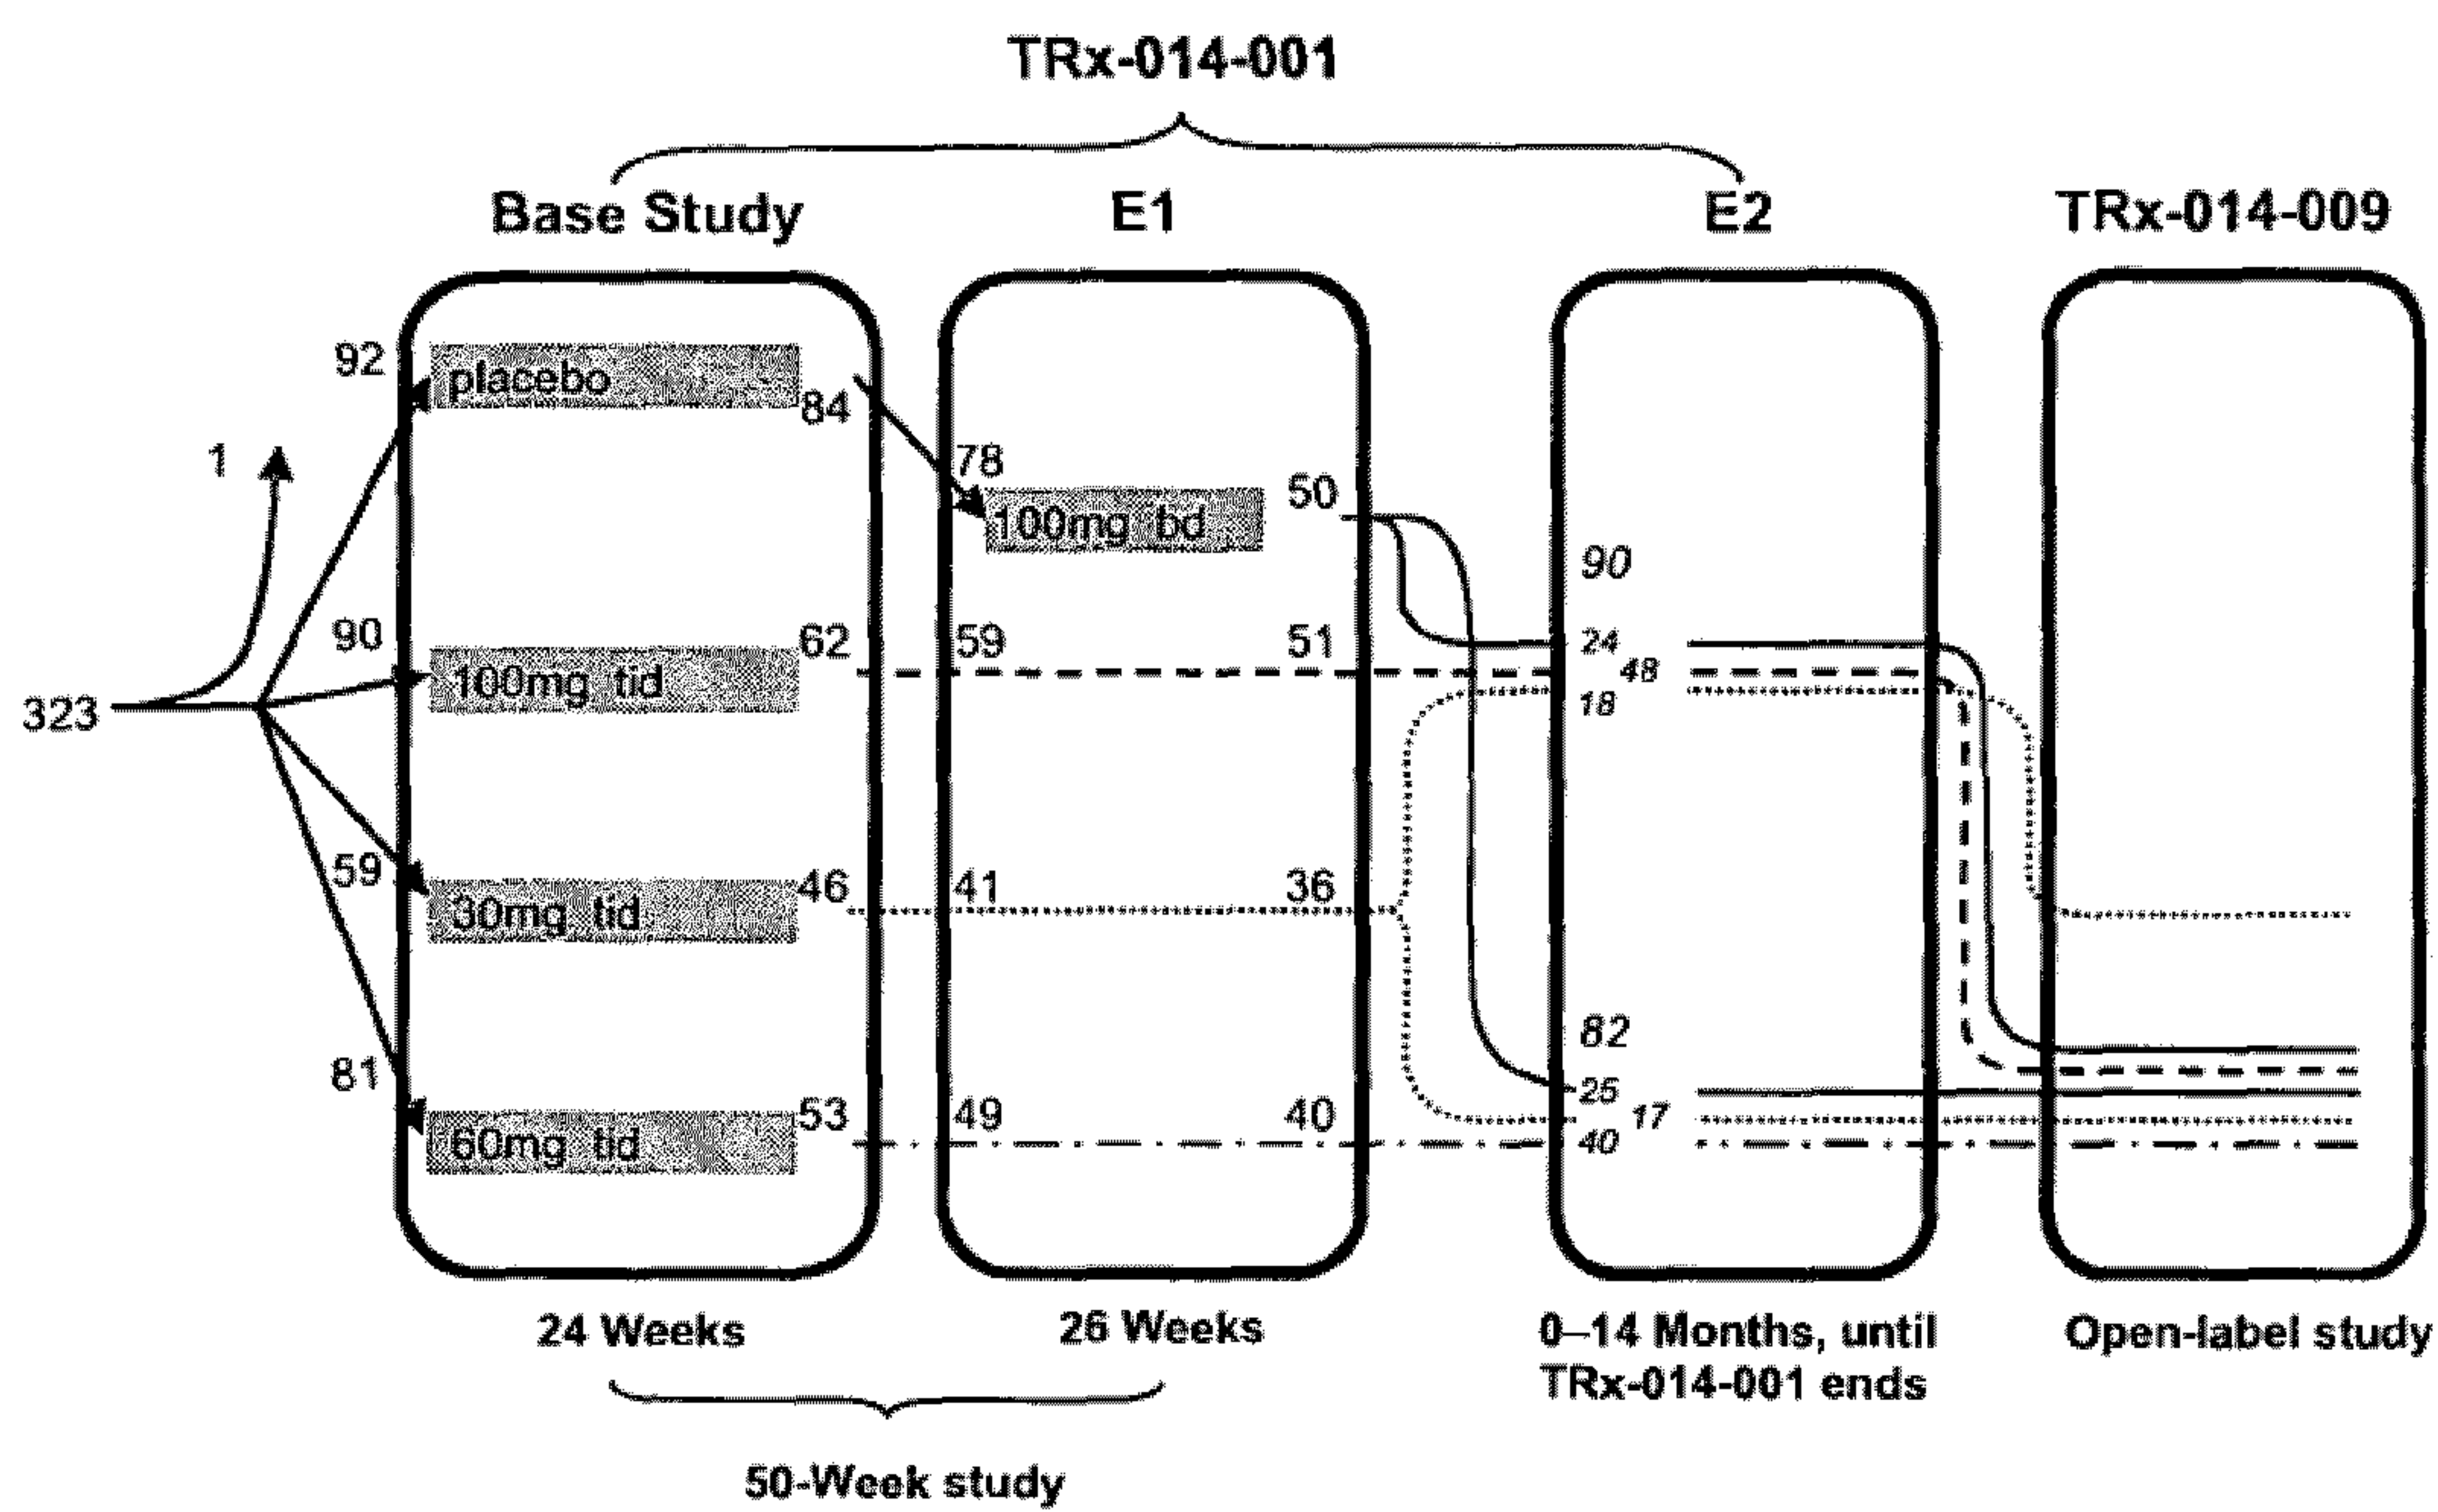 TRx-014-001
Base Study
E1
E2
TRx-014-009
92
placebo
84
1
78
100mg bd
50
90
90
62
59
51
24
100mg tid
48
323
18
59
46
41
36
30mg tid
82
81
25
53
49
40
17
60mg tid
40
24 Weeks
26 Weeks
0–14 Months, until
TRx-014-001 ends
Open-label study
50-Week study